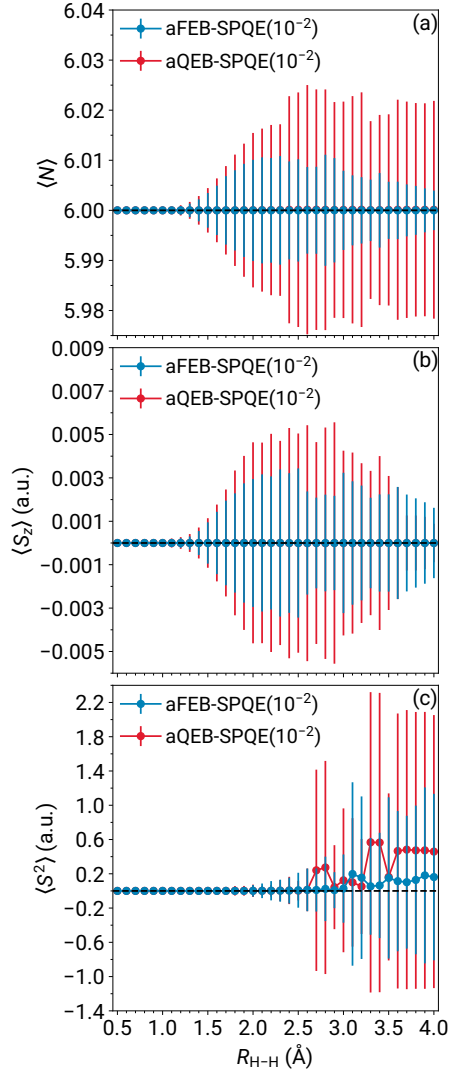 6.04
(a)
aFEB-SPQE(10⁻²)
aQEB-SPQE(10⁻²)
6.02
⟨N⟩
6.01
6.00
5.99
5.98
0.009
(b)
aFEB-SPQE(10⁻²)
0.007
aQEB-SPQE(10⁻²)
0.005
0.003
⟨S_z⟩ (a.u.)
0.001
−0.001
−0.003
−0.005
2.2
(c)
aFEB-SPQE(10⁻²)
1.8
aQEB-SPQE(10⁻²)
1.4
1.0
⟨S²⟩ (a.u.)
0.6
0.2
−0.2
−0.6
−1.0
−1.4
0.5 1.0 1.5 2.0 2.5 3.0 3.5 4.0
R_H−H (Å)